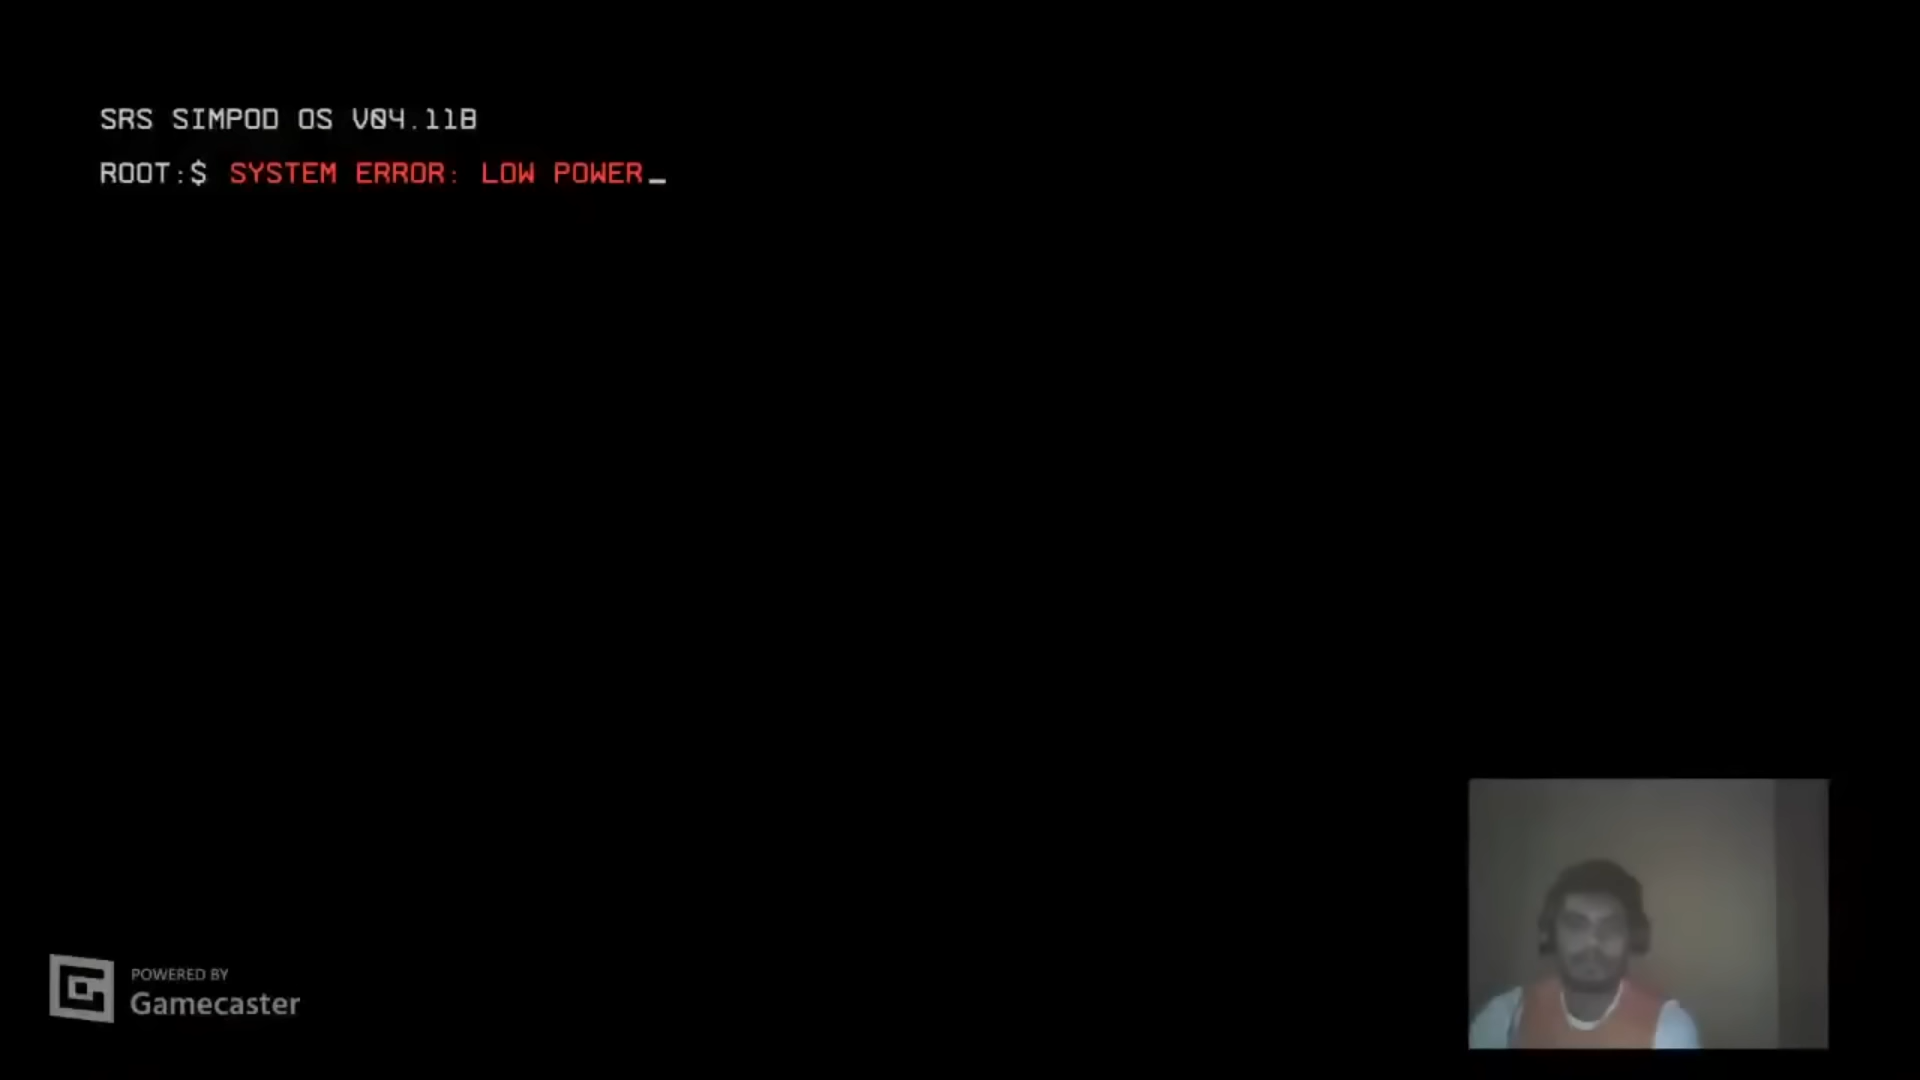 SRS SIMPOD OS V04.11B
ROOT:$ SYSTEM ERROR: LOW POWER_
POWERED BY
Gamecaster